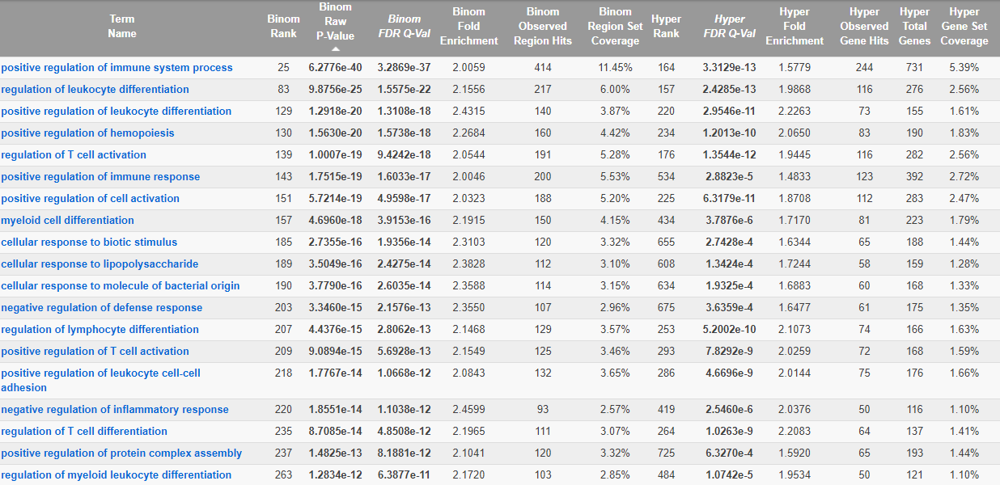 Term Name Binom Rank Binom Raw P-Value Binom FDR Q-Val Binom Fold Enrichment Binom Observed Region Hits Binom Region Set Coverage Hyper Rank Hyper FDR Q-Val Hyper Fold Enrichment Hyper Observed Gene Hits Hyper Total Genes Hyper Gene Set Coverage
positive regulation of immune system process 25 6.2776e-40 3.2869e-37 2.0059 414 11.45% 164 3.3129e-13 1.5779 244 731 5.39%
regulation of leukocyte differentiation 83 9.8756e-25 1.5575e-22 2.1556 217 6.00% 157 2.4285e-13 1.9868 116 276 2.56%
positive regulation of leukocyte differentiation 129 1.2918e-20 1.3108e-18 2.4315 140 3.87% 220 2.9546e-11 2.2263 73 155 1.61%
positive regulation of hemopoiesis 130 1.5630e-20 1.5738e-18 2.2684 160 4.42% 234 1.2013e-10 2.0650 83 190 1.83%
regulation of T cell activation 139 1.0007e-19 9.4242e-18 2.0544 191 5.28% 176 1.3544e-12 1.9445 116 282 2.56%
positive regulation of immune response 143 1.7515e-19 1.6033e-17 2.0046 200 5.53% 534 2.8823e-5 1.4833 123 392 2.72%
positive regulation of cell activation 151 5.7214e-19 4.9598e-17 2.0323 188 5.20% 225 6.3179e-11 1.8708 112 283 2.47%
myeloid cell differentiation 157 4.6960e-18 3.9153e-16 2.1915 150 4.15% 434 3.7876e-6 1.7170 81 223 1.79%
cellular response to biotic stimulus 185 2.7355e-16 1.9356e-14 2.3103 120 3.32% 655 2.7428e-4 1.6344 65 188 1.44%
cellular response to lipopolysaccharide 189 3.5049e-16 2.4275e-14 2.3828 112 3.10% 608 1.3424e-4 1.7244 58 159 1.28%
cellular response to molecule of bacterial origin 190 3.7790e-16 2.6035e-14 2.3588 114 3.15% 634 1.9325e-4 1.6883 60 168 1.33%
negative regulation of defense response 203 3.3460e-15 2.1576e-13 2.3550 107 2.96% 675 3.6359e-4 1.6477 61 175 1.35%
regulation of lymphocyte differentiation 207 4.4376e-15 2.8062e-13 2.1468 129 3.57% 253 5.2002e-10 2.1073 74 166 1.63%
positive regulation of T cell activation 209 9.0894e-15 5.6928e-13 2.1549 125 3.46% 293 7.8292e-9 2.0259 72 168 1.59%
positive regulation of leukocyte cell-cell 218 1.7767e-14 1.0668e-12 2.0843 132 3.65% 286 4.6696e-9 2.0144 75 176 1.66%
adhesion
negative regulation of inflammatory response 220 1.8551e-14 1.1038e-12 2.4599 93 2.57% 419 2.5460e-6 2.0376 50 116 1.10%
regulation of T cell differentiation 235 8.7085e-14 4.8508e-12 2.1965 111 3.07% 264 1.0263e-9 2.2083 64 137 1.41%
positive regulation of protein complex assembly 237 1.4825e-13 8.1881e-12 2.1041 120 3.32% 725 6.3270e-4 1.5920 65 193 1.44%
regulation of myeloid leukocyte differentiation 263 1.2834e-12 6.3877e-11 2.1720 103 2.85% 484 1.0742e-5 1.9534 50 121 1.10%